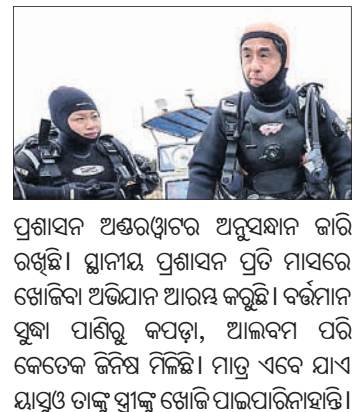 ପ୍ରଶାସନ ଅଣ୍ଡରୱାଟର ଅନୁସନ୍ଧାନ ଜାରି
ରଖିଛି। ସ୍ଥାନୀୟ ପ୍ରଶାସନ ପ୍ରତି ମାସରେ
ଖୋଜିବା ଅଭିଯାନ ଆରମ୍ଭ କରୁଛି। ବର୍ତ୍ତମାନ
ସୁଦ୍ଧା ପାଣିରୁ କପଡ଼ା, ଆଲବମ ପରି
କେତେକ ଜିନିଷ ମିଳିଛି। ମାତ୍ର ଏବେ ଯାଏ
ୟାସୁଓ ତାଙ୍କ ସ୍ତ୍ରୀଙ୍କୁ ଖୋଜି ପାଇପାରିନାହାନ୍ତି।